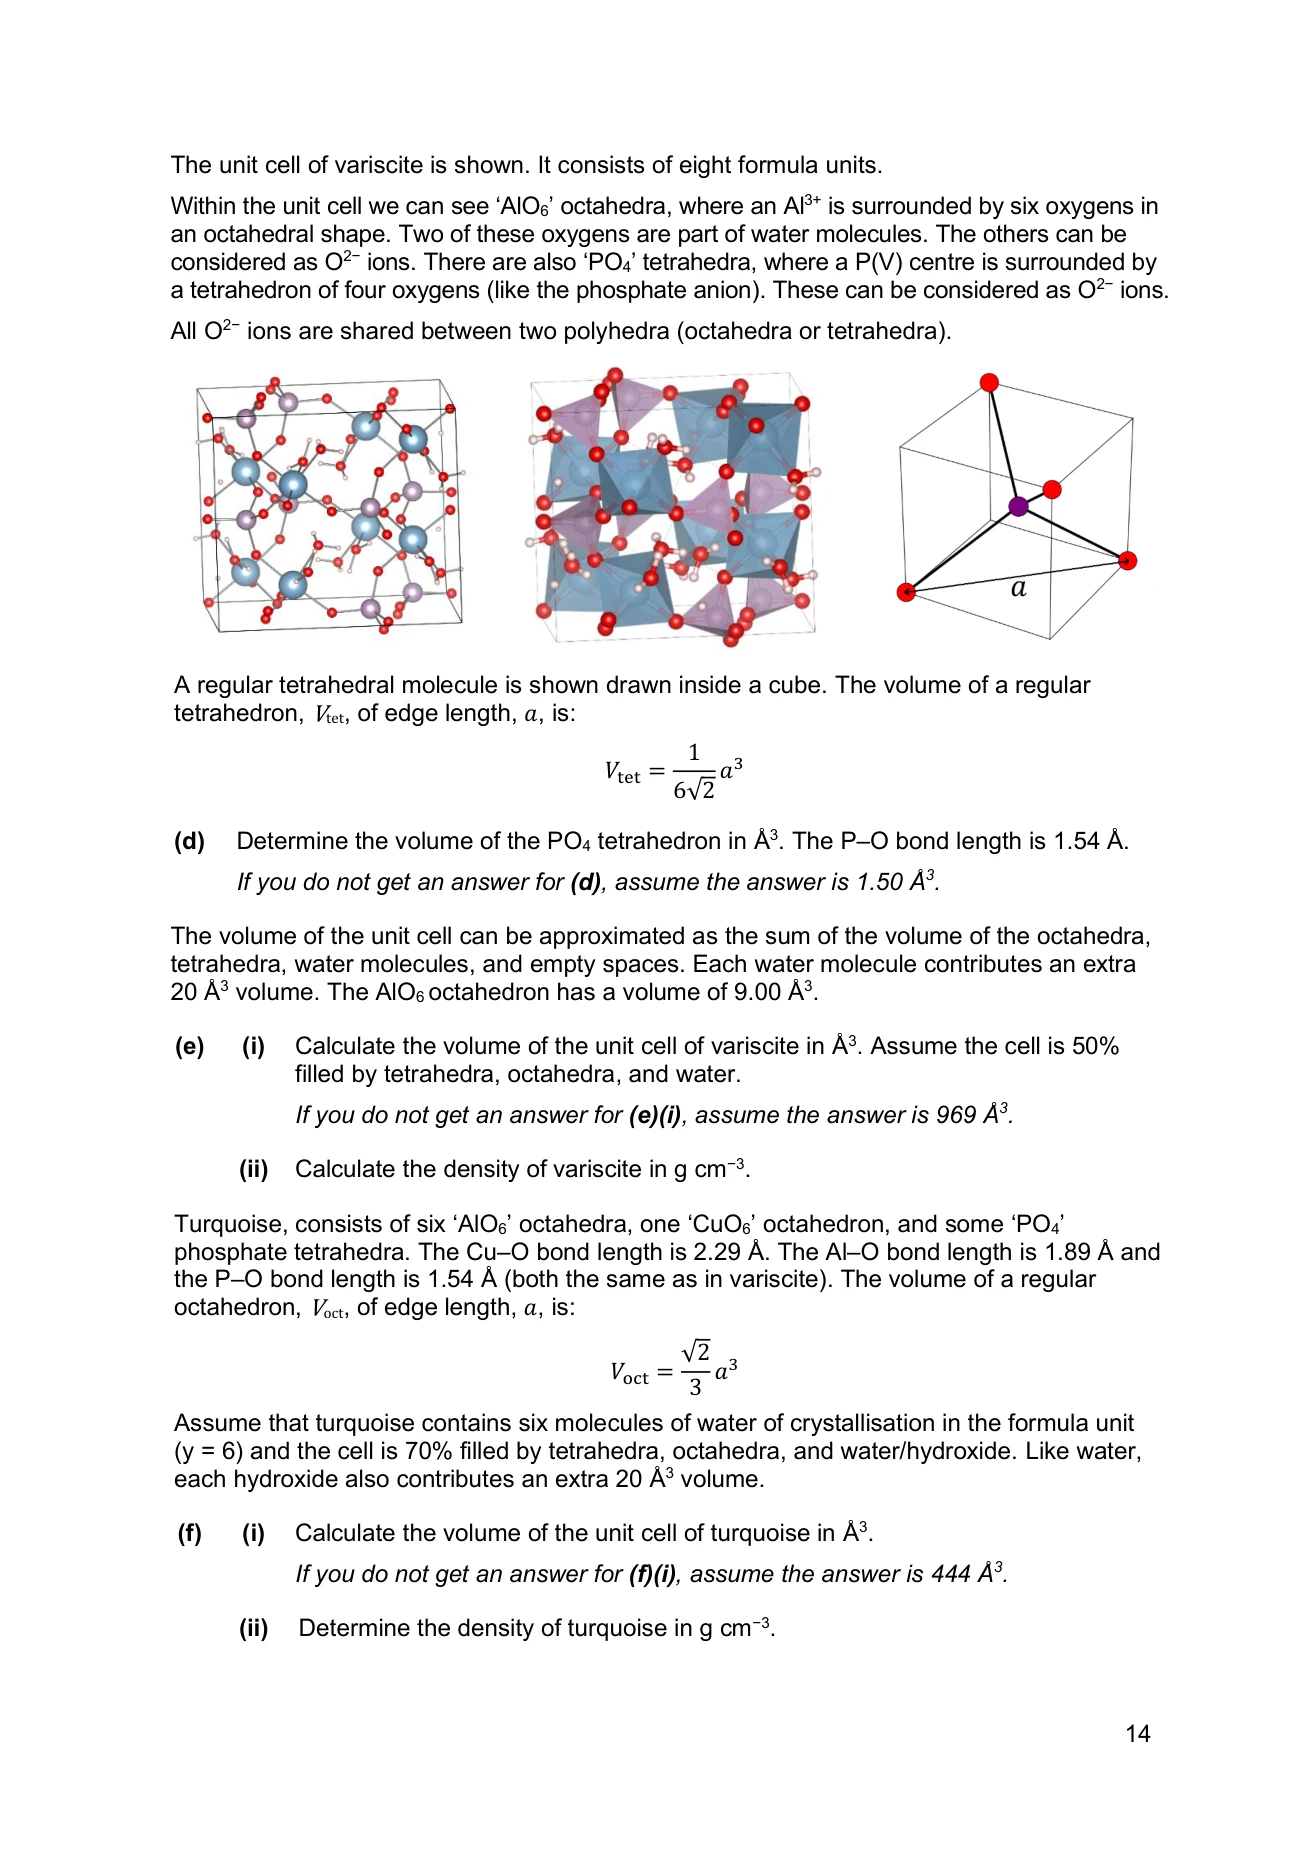 The unit cell of variscite is shown. It consists of eight formula units.
Within the unit cell we can see ‘AlO₆’ octahedra, where an Al³⁺ is surrounded by six oxygens in
an octahedral shape. Two of these oxygens are part of water molecules. The others can be
considered as O²⁻ ions. There are also ‘PO₄’ tetrahedra, where a P(V) centre is surrounded by
a tetrahedron of four oxygens (like the phosphate anion). These can be considered as O²⁻ ions.
All O²⁻ ions are shared between two polyhedra (octahedra or tetrahedra).
a
A regular tetrahedral molecule is shown drawn inside a cube. The volume of a regular
tetrahedron, Vtet, of edge length, a, is:
Vtet = 1/(6√2) a³
(d) Determine the volume of the PO₄ tetrahedron in Å³. The P–O bond length is 1.54 Å.
If you do not get an answer for (d), assume the answer is 1.50 Å³.
The volume of the unit cell can be approximated as the sum of the volume of the octahedra,
tetrahedra, water molecules, and empty spaces. Each water molecule contributes an extra
20 Å³ volume. The AlO₆ octahedron has a volume of 9.00 Å³.
(e) (i) Calculate the volume of the unit cell of variscite in Å³. Assume the cell is 50%
filled by tetrahedra, octahedra, and water.
If you do not get an answer for (e)(i), assume the answer is 969 Å³.
(ii) Calculate the density of variscite in g cm⁻³.
Turquoise, consists of six ‘AlO₆’ octahedra, one ‘CuO₆’ octahedron, and some ‘PO₄’
phosphate tetrahedra. The Cu–O bond length is 2.29 Å. The Al–O bond length is 1.89 Å and
the P–O bond length is 1.54 Å (both the same as in variscite). The volume of a regular
octahedron, Voct, of edge length, a, is:
Voct = √2/3 a³
Assume that turquoise contains six molecules of water of crystallisation in the formula unit
(y = 6) and the cell is 70% filled by tetrahedra, octahedra, and water/hydroxide. Like water,
each hydroxide also contributes an extra 20 Å³ volume.
(f) (i) Calculate the volume of the unit cell of turquoise in Å³.
If you do not get an answer for (f)(i), assume the answer is 444 Å³.
(ii) Determine the density of turquoise in g cm⁻³.
14